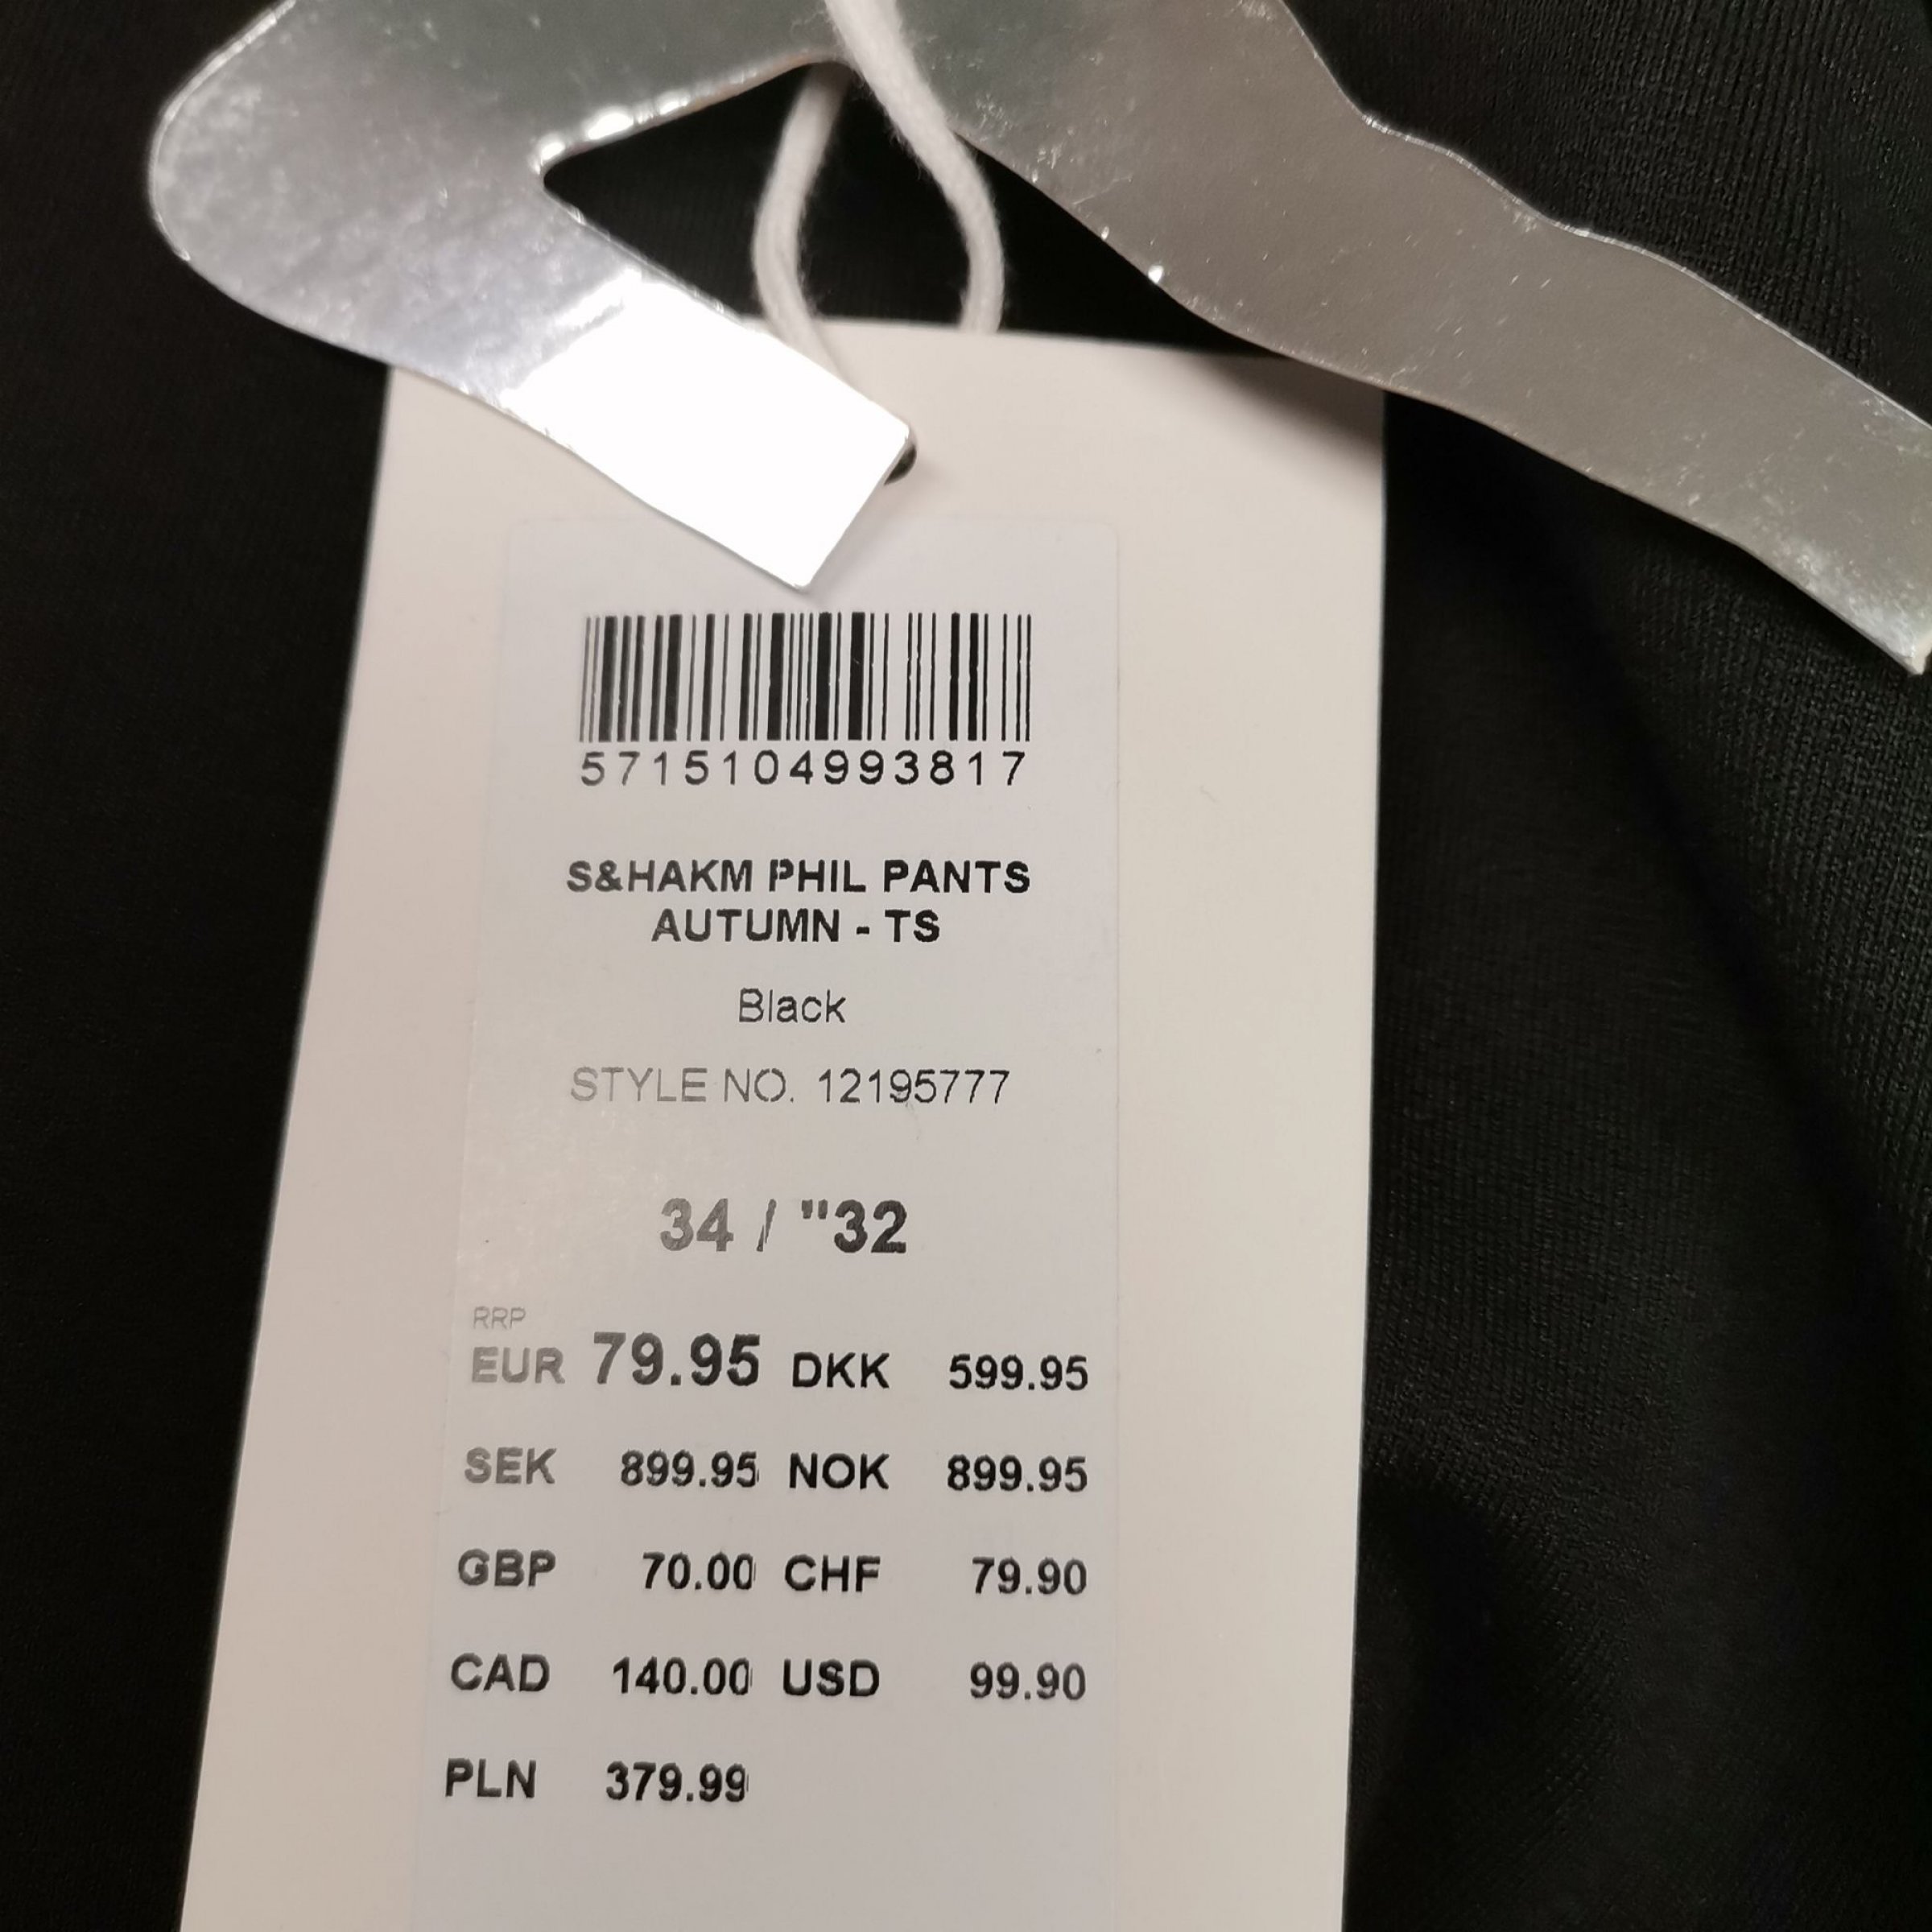 5715104993817
S&HAKM PHIL PANTS
AUTUMN - TS
Black
STYLE NO. 12195777
34 / "32
RRP
EUR 79.95 DKK 599.95
SEK 899.95 NOK 899.95
GBP 70.00 CHF 79.90
CAD 140.00 USD 99.90
PLN 379.99